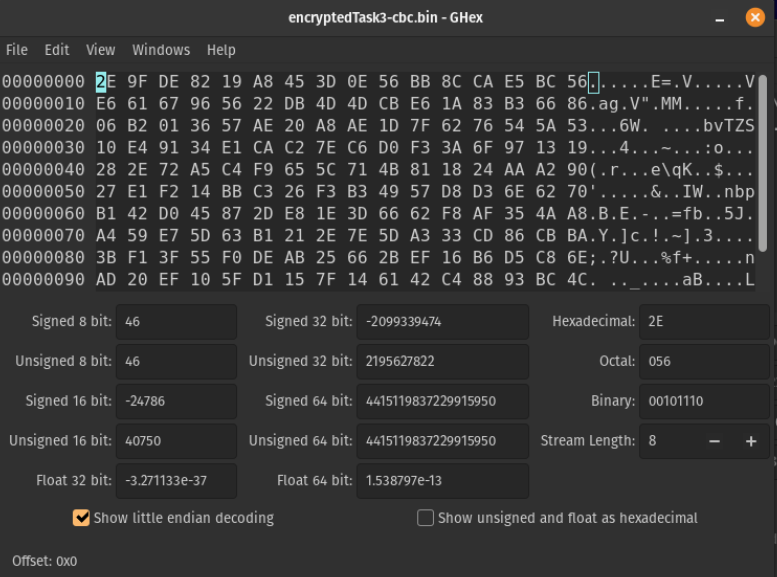 encryptedTask3-cbc.bin - GHex
File Edit View Windows Help
00000000 2E 9F DE 82 19 A8 45 3D 0E 56 BB 8C CA E5 BC 56 ......E=.V.....V
00000010 E6 61 67 96 56 22 DB 4D 4D CB E6 1A 83 B3 66 86 .ag.V".MM.....f.
00000020 06 B2 01 36 57 AE 20 A8 AE 1D 7F 62 76 54 5A 53 ...6W. ....bvTZS
00000030 10 E4 91 34 E1 CA C2 7E C6 D0 F3 3A 6F 97 13 19 ...4...~...:o...
00000040 28 2E 72 A5 C4 F9 65 5C 71 4B 81 18 24 AA A2 90 (.r...e\qK..$...
00000050 27 E1 F2 14 BB C3 26 F3 B3 49 57 D8 D3 6E 62 70 '.....&..IW..nbp
00000060 B1 42 D0 45 87 2D E8 1E 3D 66 62 F8 AF 35 4A A8 .B.E.-..=fb..5J.
00000070 A4 59 E7 5D 63 B1 21 2E 7E 5D A3 33 CD 86 CB BA .Y.]c.!.~].3....
00000080 3B F1 3F 55 F0 DE AB 25 66 2B EF 16 B6 D5 C8 6E ;.?U...%f+.....n
00000090 AD 20 EF 10 5F D1 15 7F 14 61 42 C4 88 93 BC 4C . .._....aB....L
Signed 8 bit: 46 Signed 32 bit: -2099339474 Hexadecimal: 2E
Unsigned 8 bit: 46 Unsigned 32 bit: 2195627822 Octal: 056
Signed 16 bit: -24786 Signed 64 bit: 4415119837229915950 Binary: 00101110
Unsigned 16 bit: 40750 Unsigned 64 bit: 4415119837229915950 Stream Length: 8 − +
Float 32 bit: -3.271133e-37 Float 64 bit: 1.538797e-13
Show little endian decoding Show unsigned and float as hexadecimal
Offset: 0x0